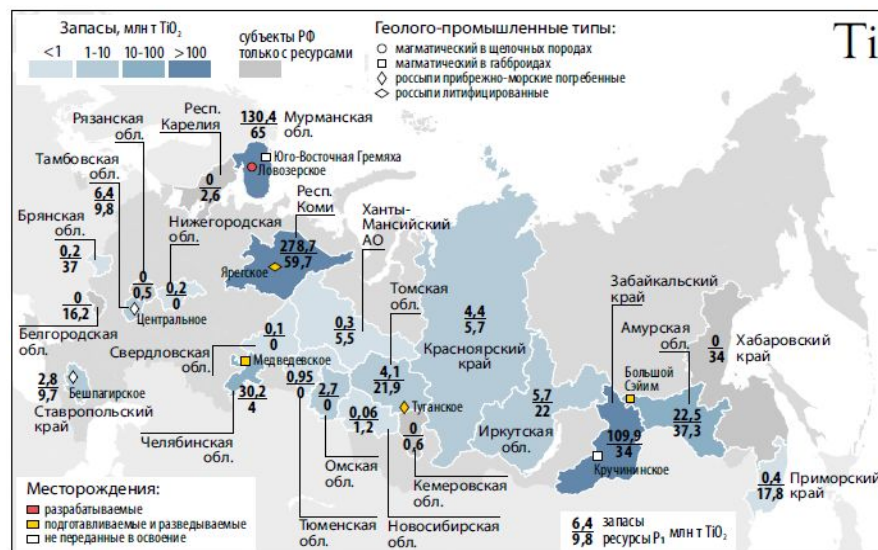 Запасы, млн т TiO₂
<1 1-10 10-100 >100
субъекты РФ
только с ресурсами
Геолого-промышленные типы:
магматический в щелочных породах
магматический в габброидах
россыпи прибрежно-морские погребенные
россыпи литифицированные
Ti
Рязанская
обл.
Респ.
Карелия
0
2,6
130,4
65
Мурманская
обл.
Юго-Восточная Гремяха
Ловозерское
Тамбовская
обл.
6,4
9,8
Брянская
обл.
0,2
37
Нижегородская
обл.
0,2
0
Респ.
Коми
278,7
59,7
Ярегское
Ханты-
Мансийский
АО
0,3
5,5
0
0,5
Центральное
0
16,2
Белгородская
обл.
Томская
обл.
4,1
21,9
4,4
5,7
Красноярский
край
Забайкальский
край
Амурская
обл.
0
34
Хабаровский
край
Свердловская
обл.
0,1
0
Медведевское
Большой
Сэйим
2,8
9,7
Бешпагирское
Ставропольский
край
30,2
4
Челябинская
обл.
0,95
0
2,7
0
0,06
1,2
Туганское
0
0,6
5,7
22
Иркутская
обл.
109,9
34
Кручининское
22,5
37,3
Омская
обл.
Кемеровская
обл.
0,4
17,8
Приморский
край
Тюменская
обл.
Новосибирская
обл.
Месторождения:
разрабатываемые
подготавливаемые и разведываемые
не переданные в освоение
6,4 запасы
9,8 ресурсы P₁ млн т TiO₂